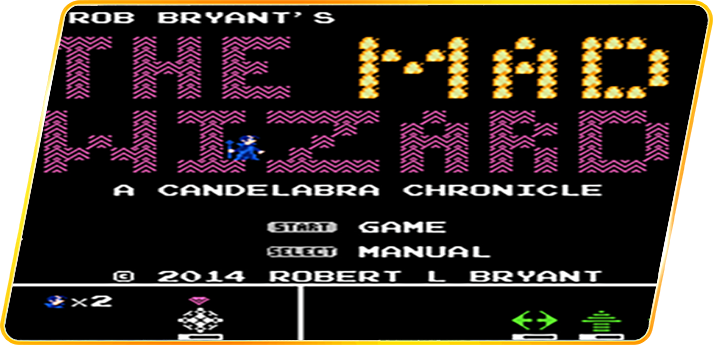 ROB BRYANT'S
THE MAD
WIZARD
A CANDELABRA CHRONICLE
START GAME
SELECT MANUAL
© 2014 ROBERT L BRYANT
×2